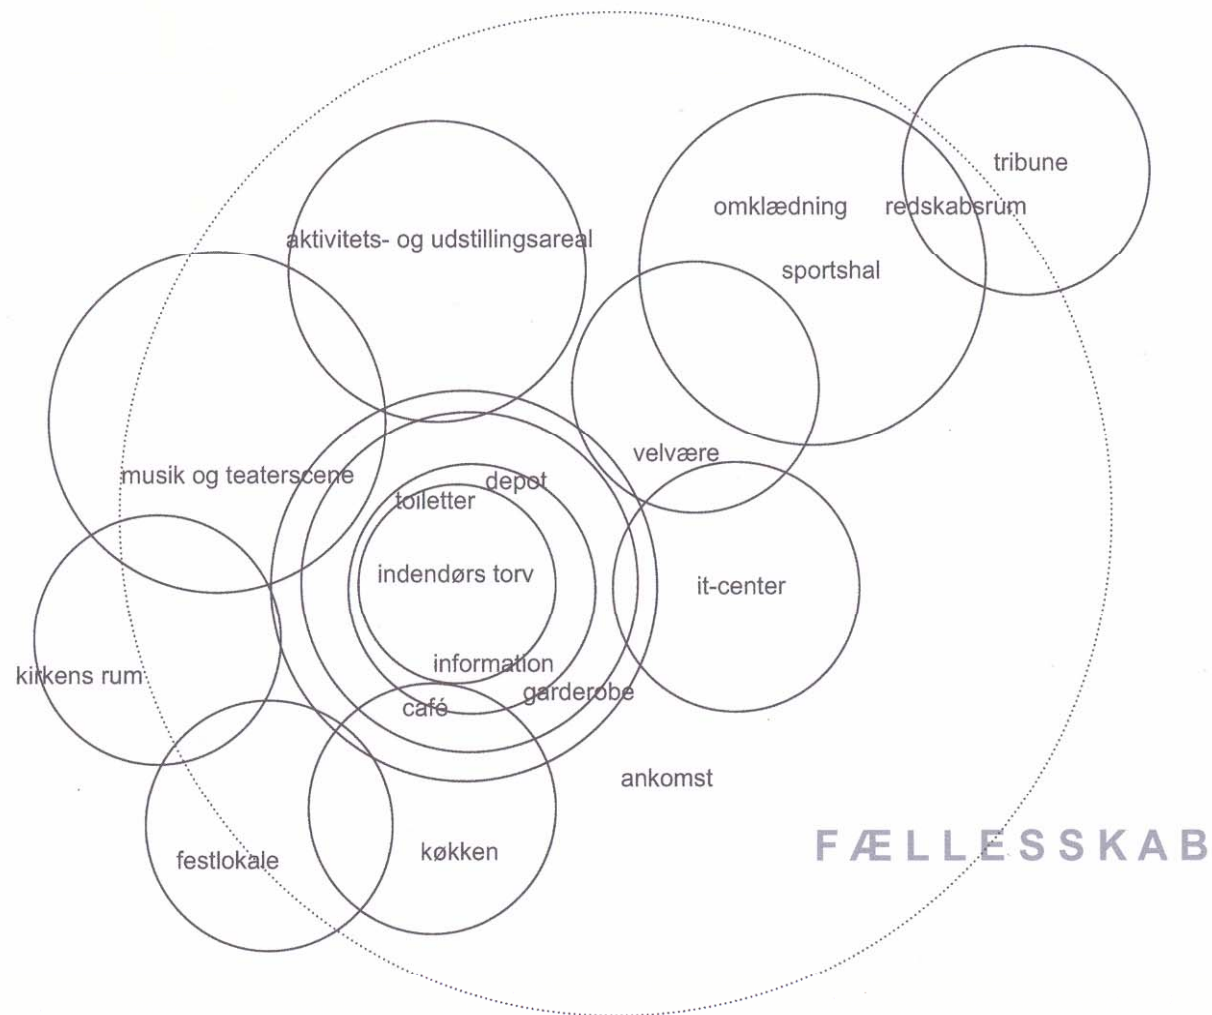 tribune
omklædning
redskabsrum
aktivitets- og udstillingsareal
sportshal
velvære
musik og teaterscene
depot
toiletter
indendørs torv
it-center
information
kirkens rum
garderobe
café
ankomst
FÆLLESSKAB
festlokale
køkken